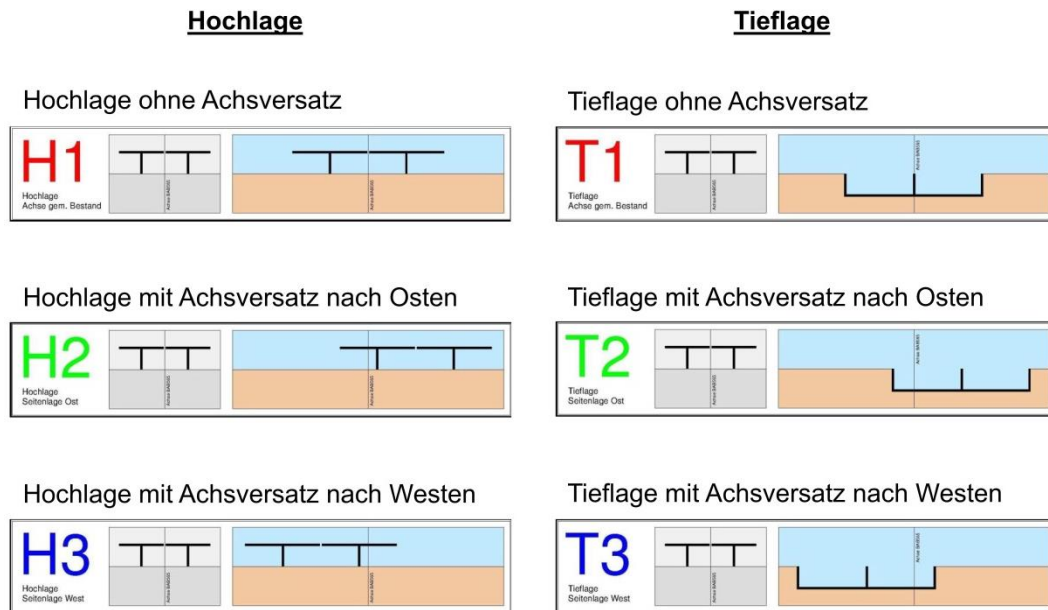 Hochlage
Tieflage
Hochlage ohne Achsversatz
H1
Hochlage
Achse gem. Bestand
Tieflage ohne Achsversatz
T1
Tieflage
Achse gem. Bestand
Hochlage mit Achsversatz nach Osten
H2
Hochlage
Seitenlage Ost
Tieflage mit Achsversatz nach Osten
T2
Tieflage
Seitenlage Ost
Hochlage mit Achsversatz nach Westen
H3
Hochlage
Seitenlage West
Tieflage mit Achsversatz nach Westen
T3
Tieflage
Seitenlage West